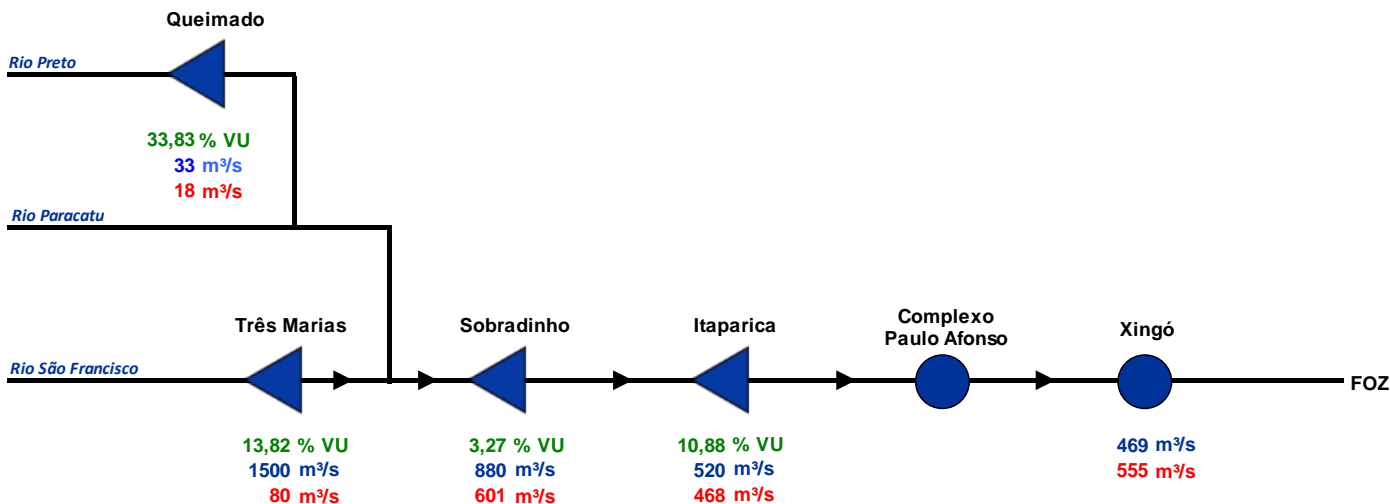 Queimado
Rio Preto
33,83 % VU
33 m³/s
18 m³/s
Rio Paracatu
Três Marias
Sobradinho
Itaparica
Complexo
Paulo Afonso
Xingó
Rio São Francisco
FOZ
13,82 % VU
1500 m³/s
80 m³/s
3,27 % VU
880 m³/s
601 m³/s
10,88 % VU
520 m³/s
468 m³/s
469 m³/s
555 m³/s